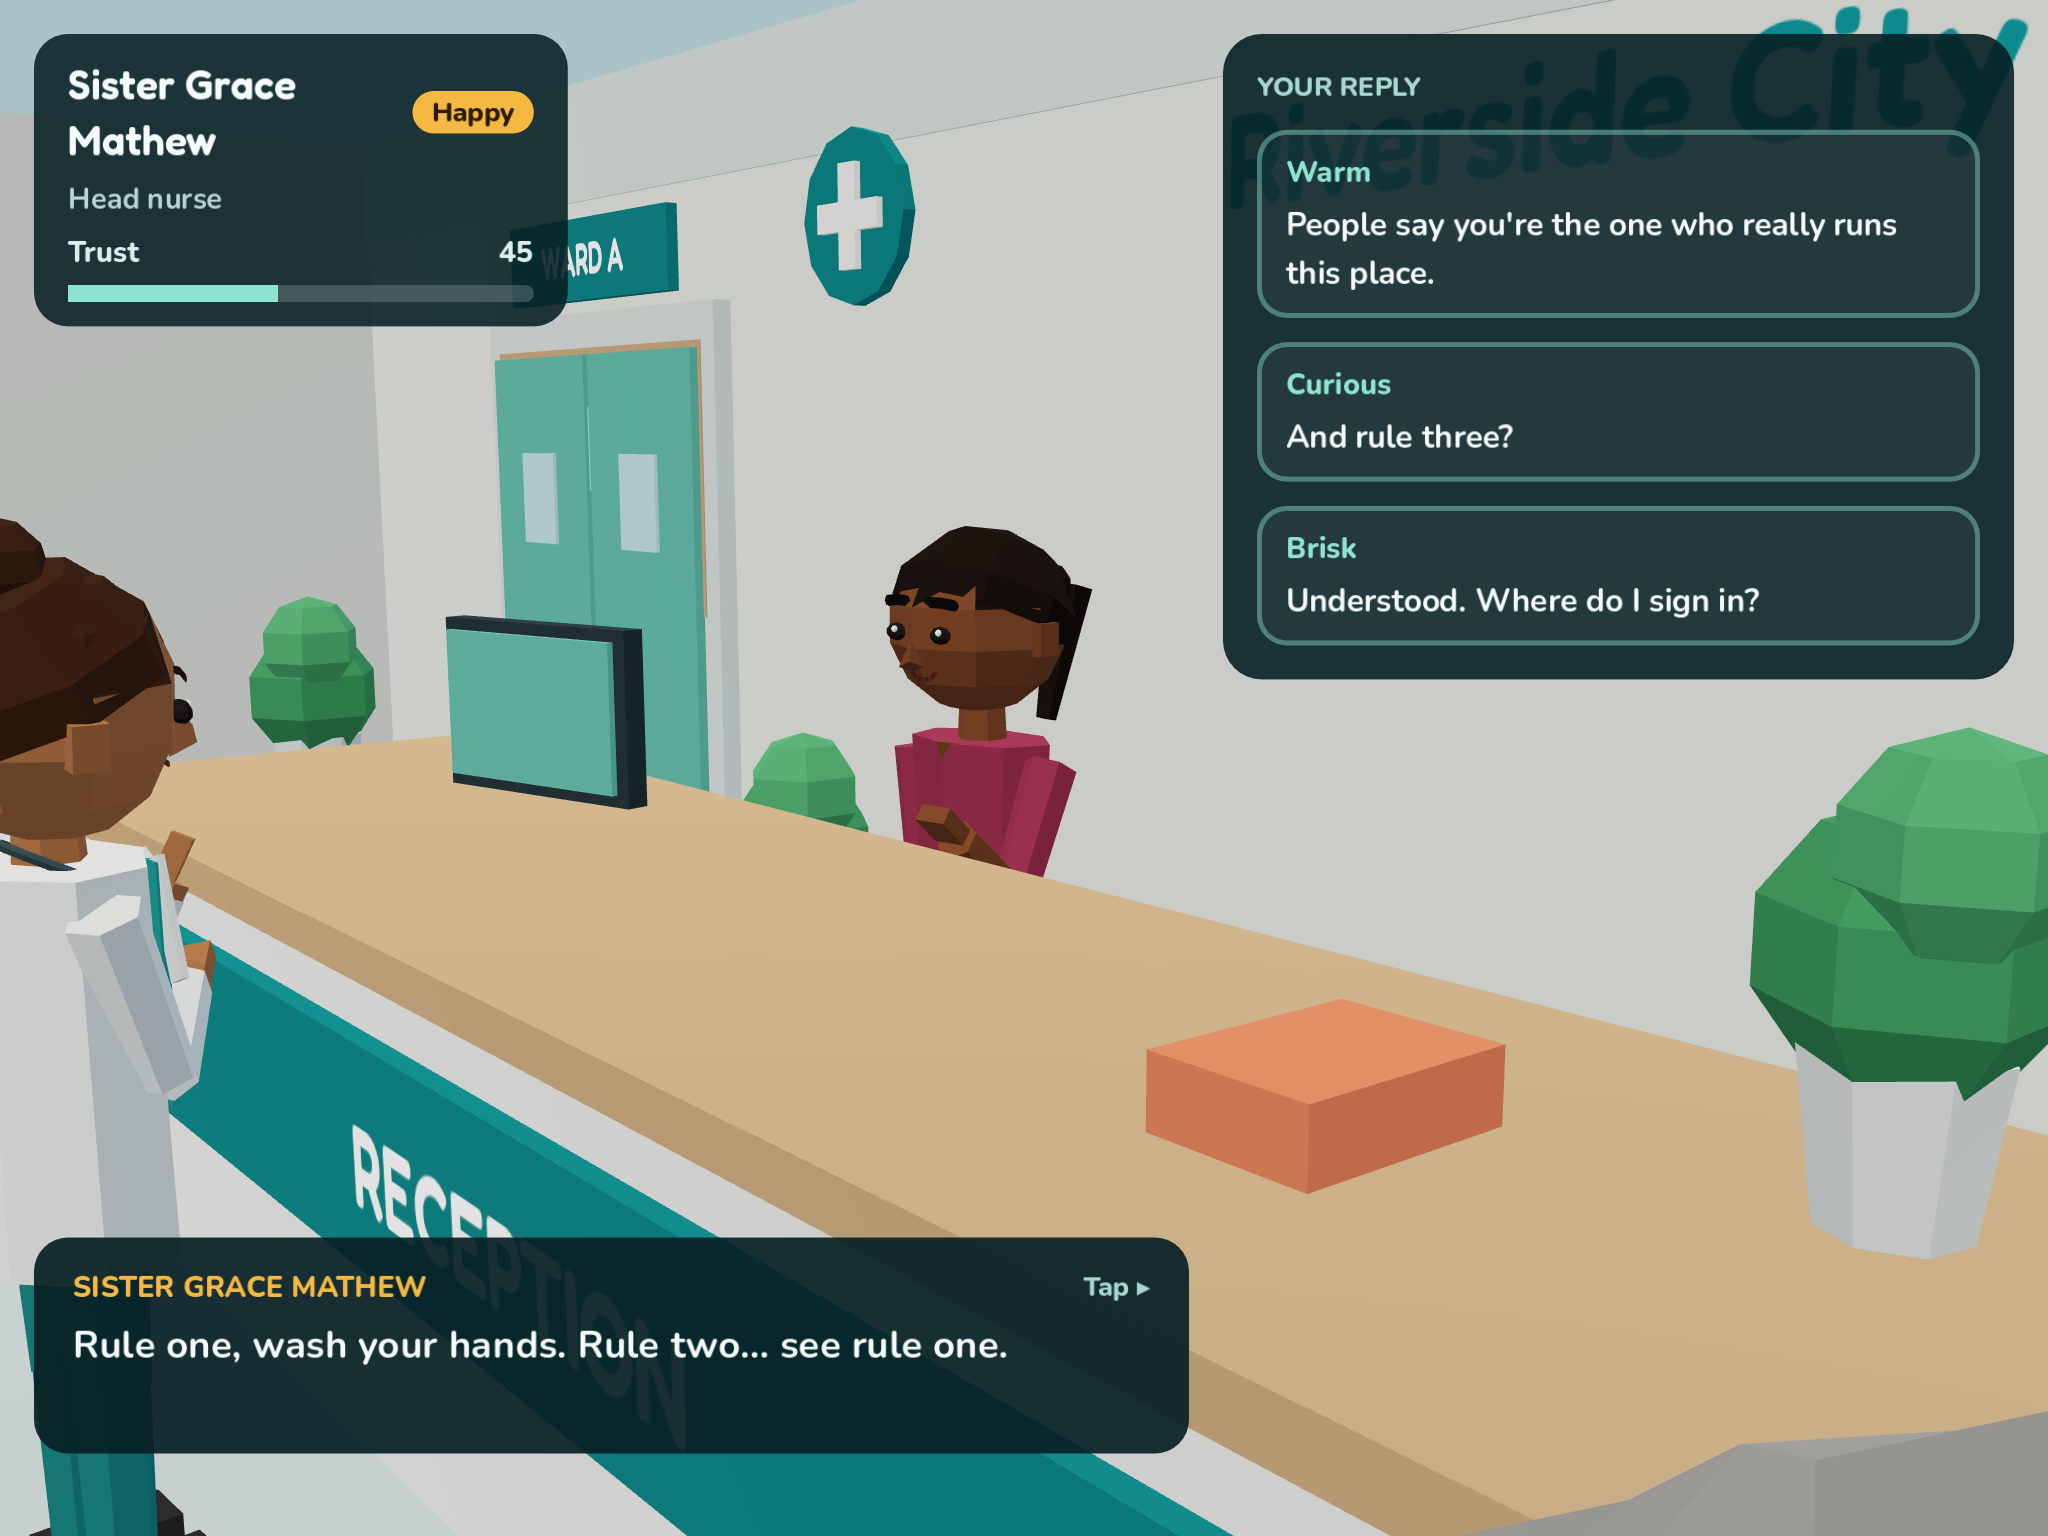 Sister Grace
Mathew
Happy
Head nurse
Trust
45
WARD A
Riverside City
YOUR REPLY
Warm
People say you're the one who really runs
this place.
Curious
And rule three?
Brisk
Understood. Where do I sign in?
RECEPTION
SISTER GRACE MATHEW
Tap ▸
Rule one, wash your hands. Rule two... see rule one.